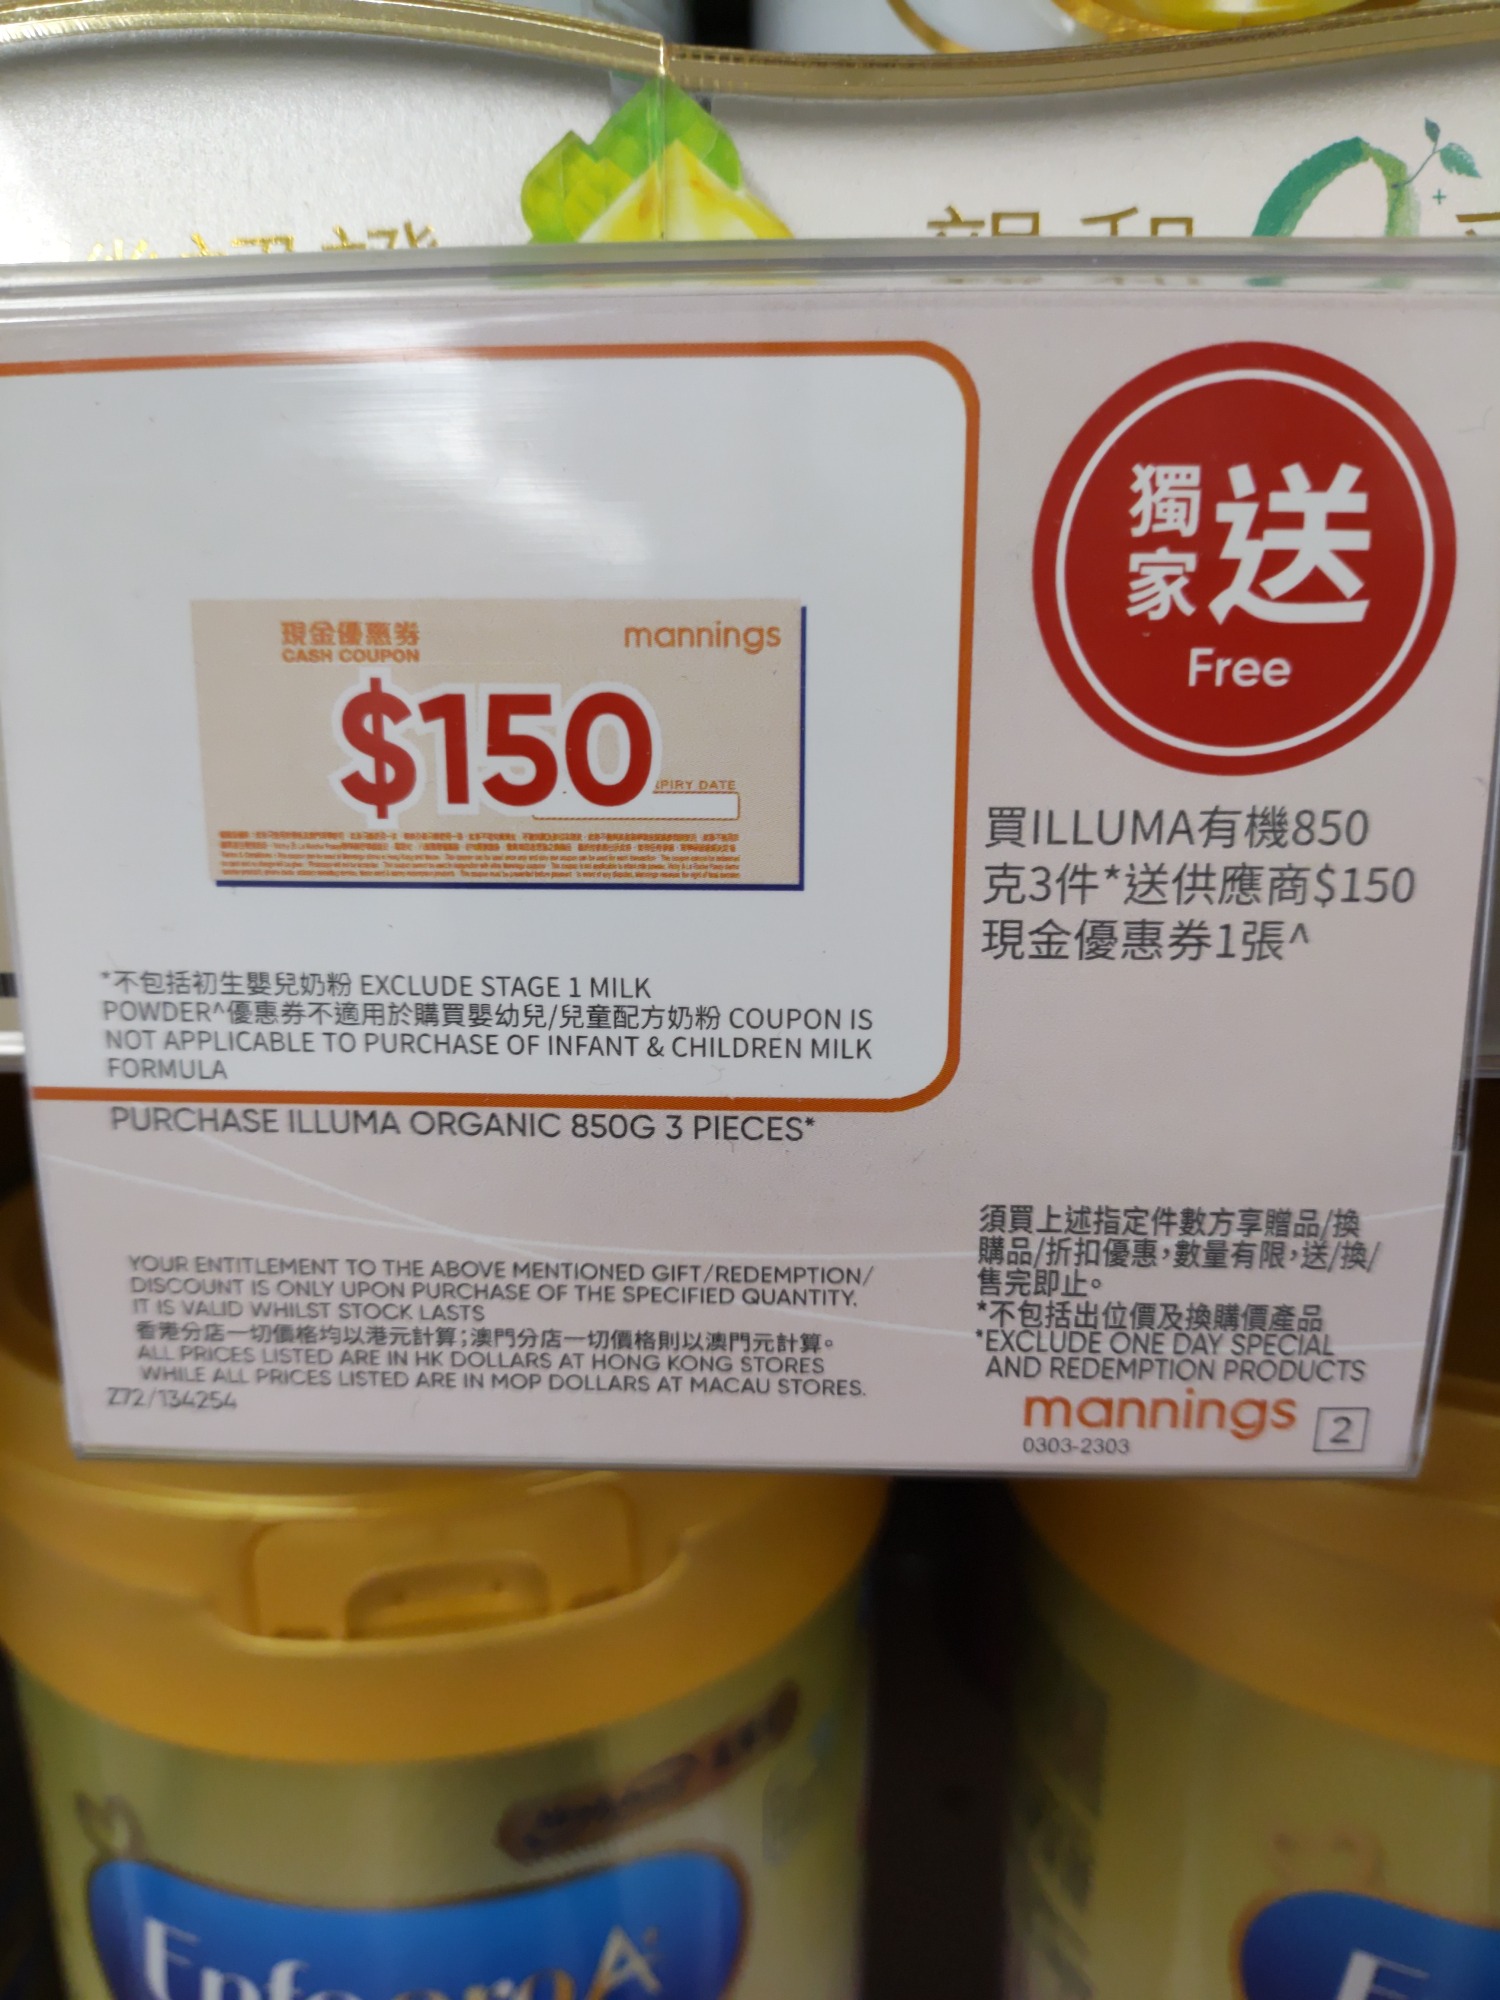 親和
現金優惠券
CASH COUPON
mannings
$150
PIRY DATE
獨家
送
Free
買ILLUMA有機850
克3件*送供應商$150
現金優惠券1張^
*不包括初生嬰兒奶粉 EXCLUDE STAGE 1 MILK
POWDER^優惠券不適用於購買嬰幼兒/兒童配方奶粉 COUPON IS
NOT APPLICABLE TO PURCHASE OF INFANT & CHILDREN MILK
FORMULA
PURCHASE ILLUMA ORGANIC 850G 3 PIECES*
YOUR ENTITLEMENT TO THE ABOVE MENTIONED GIFT/REDEMPTION/
DISCOUNT IS ONLY UPON PURCHASE OF THE SPECIFIED QUANTITY.
IT IS VALID WHILST STOCK LASTS
香港分店一切價格均以港元計算;澳門分店一切價格則以澳門元計算。
ALL PRICES LISTED ARE IN HK DOLLARS AT HONG KONG STORES
WHILE ALL PRICES LISTED ARE IN MOP DOLLARS AT MACAU STORES.
Z72/134254
須買上述指定件數方享贈品/換
購品/折扣優惠,數量有限,送/換/
售完即止。
*不包括出位價及換購價產品
*EXCLUDE ONE DAY SPECIAL
AND REDEMPTION PRODUCTS
mannings 2
0303-2303
EnfagrowA+